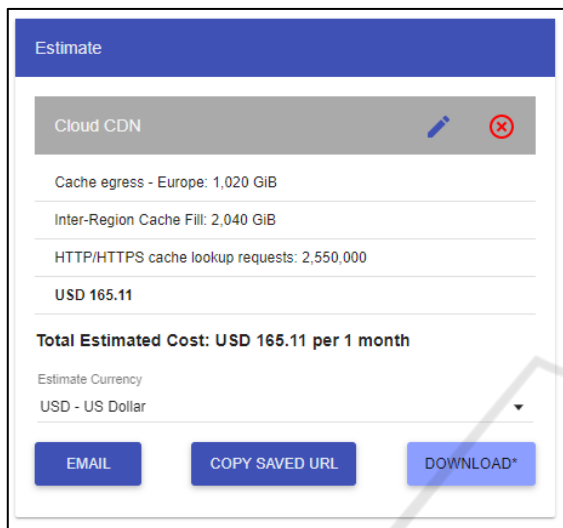 Estimate
Cloud CDN
Cache egress - Europe: 1,020 GiB
Inter-Region Cache Fill: 2,040 GiB
HTTP/HTTPS cache lookup requests: 2,550,000
USD 165.11
Total Estimated Cost: USD 165.11 per 1 month
Estimate Currency
USD - US Dollar
EMAIL COPY SAVED URL DOWNLOAD*